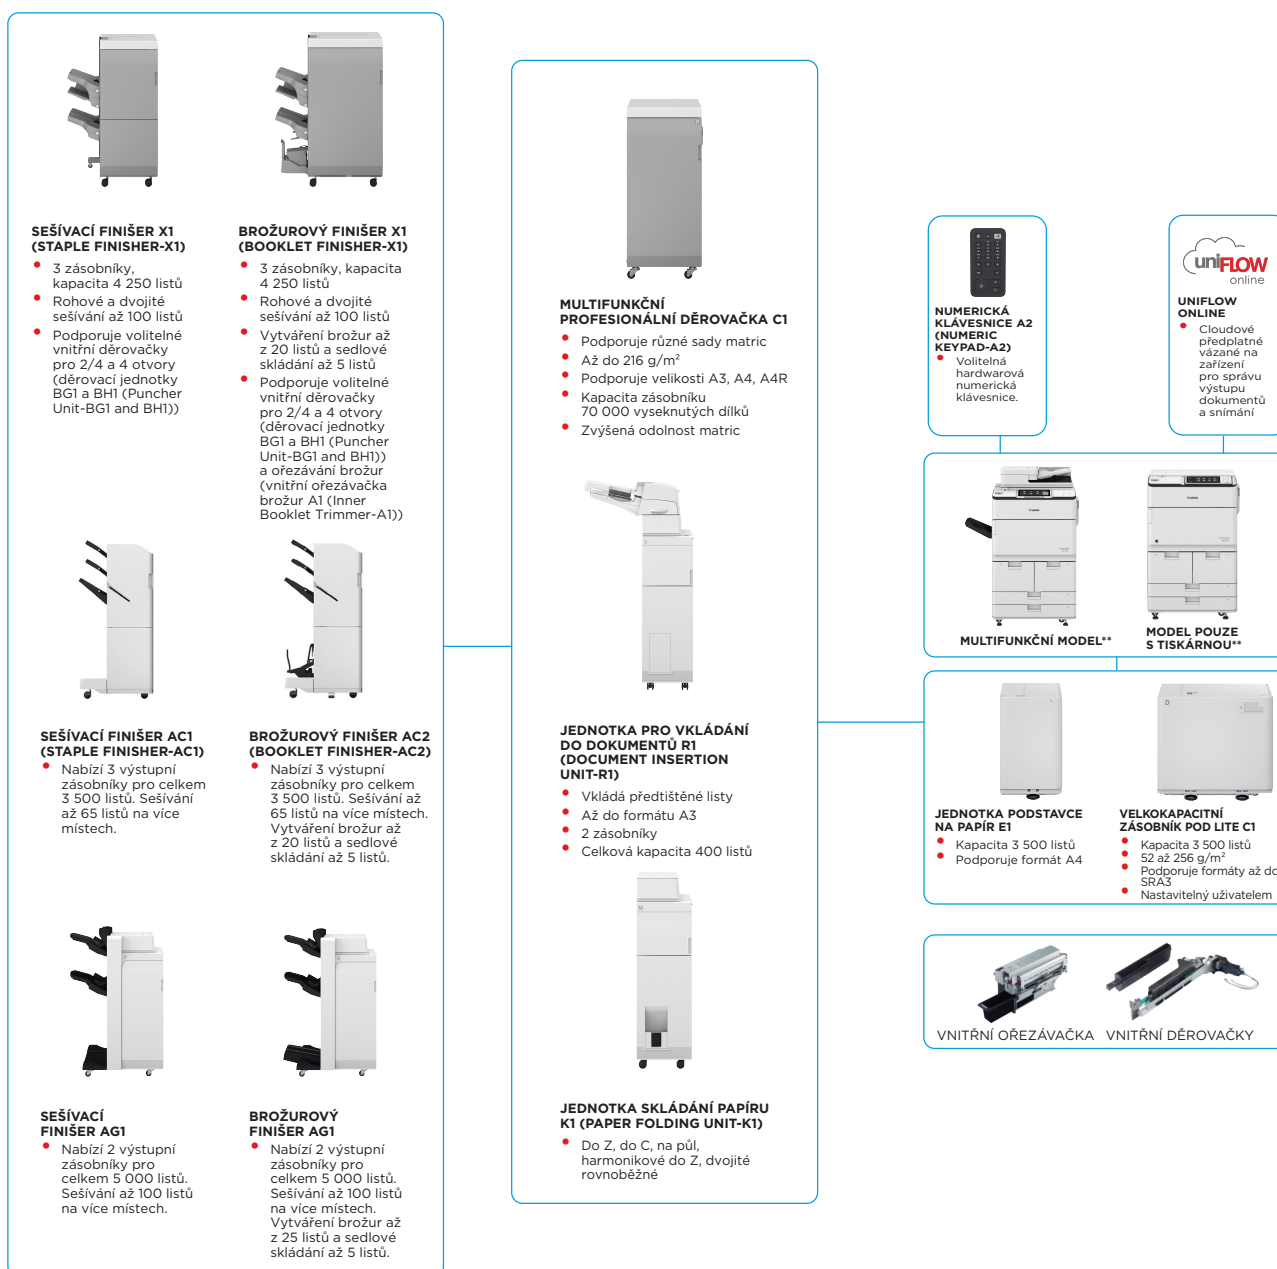 SEŠÍVACÍ FINIŠER X1
(STAPLE FINISHER-X1)
3 zásobníky,
kapacita 4 250 listů
Rohové a dvojité
sešívání až 100 listů
Podporuje volitelné
vnitřní děrovačky
pro 2/4 a 4 otvory
(děrovací jednotky
BG1 a BH1 (Puncher
Unit-BG1 and BH1))
BROŽUROVÝ FINIŠER X1
(BOOKLET FINISHER-X1)
3 zásobníky, kapacita
4 250 listů
Rohové a dvojité
sešívání až 100 listů
Vytváření brožur až
z 20 listů a sedlové
skládání až 5 listů
Podporuje volitelné
vnitřní děrovačky
pro 2/4 a 4 otvory
(děrovací jednotky
BG1 a BH1 (Puncher
Unit-BG1 and BH1))
a ořezávání brožur
(vnitřní ořezávačka
brožur A1 (Inner
Booklet Trimmer-A1))
SEŠÍVACÍ FINIŠER AC1
(STAPLE FINISHER-AC1)
Nabízí 3 výstupní
zásobníky pro celkem
3 500 listů. Sešívání
až 65 listů na více
místech.
BROŽUROVÝ FINIŠER AC2
(BOOKLET FINISHER-AC2)
Nabízí 3 výstupní
zásobníky pro celkem
3 500 listů. Sešívání až
65 listů na více místech.
Vytváření brožur až
z 20 listů a sedlové
skládání až 5 listů.
SEŠÍVACÍ
FINIŠER AG1
Nabízí 2 výstupní
zásobníky pro
celkem 5 000 listů.
Sešívání až 100 listů
na více místech.
BROŽUROVÝ
FINIŠER AG1
Nabízí 2 výstupní
zásobníky pro
celkem 5 000 listů.
Sešívání až 100 listů
na více místech.
Vytváření brožur až
z 25 listů a sedlové
skládání až 5 listů.
MULTIFUNKČNÍ
PROFESIONÁLNÍ DĚROVAČKA C1
Podporuje různé sady matric
Až do 216 g/m²
Podporuje velikosti A3, A4, A4R
Kapacita zásobníku
70 000 vyseknutých dílků
Zvýšená odolnost matric
JEDNOTKA PRO VKLÁDÁNÍ
DO DOKUMENTŮ R1
(DOCUMENT INSERTION
UNIT-R1)
Vkládá předtištěné listy
Až do formátu A3
2 zásobníky
Celková kapacita 400 listů
JEDNOTKA SKLÁDÁNÍ PAPÍRU
K1 (PAPER FOLDING UNIT-K1)
Do Z, do C, na půl,
harmonikové do Z, dvojité
rovnoběžné
NUMERICKÁ
KLÁVESNICE A2
(NUMERIC
KEYPAD-A2)
Volitelná
hardwarová
numerická
klávesnice.
uniFLOW
online
UNIFLOW
ONLINE
Cloudové
předplatné
vázané na
zařízení
pro správu
výstupu
dokumentů
a snímání
Canon
Canon
MULTIFUNKČNÍ MODEL**
MODEL POUZE
S TISKÁRNOU**
D
JEDNOTKA PODSTAVCE
NA PAPÍR E1
Kapacita 3 500 listů
Podporuje formát A4
VELKOKAPACITNÍ
ZÁSOBNÍK POD LITE C1
Kapacita 3 500 listů
52 až 256 g/m²
Podporuje formáty až do
SRA3
Nastavitelný uživatelem
VNITŘNÍ OŘEZÁVAČKA
VNITŘNÍ DĚROVAČKY